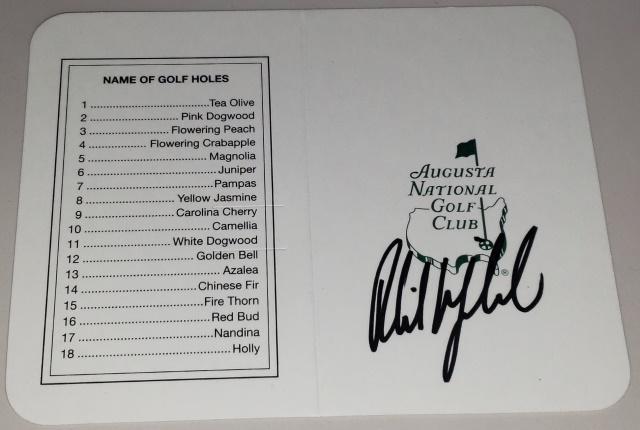 NAME OF GOLF HOLES
1 ..................................Tea Olive
2 .........................Pink Dogwood
3 ......................Flowering Peach
4 ................Flowering Crabapple
5 ..................................Magnolia
6 .....................................Juniper
7 ....................................Pampas
8 ........................Yellow Jasmine
9 ........................Carolina Cherry
10 ..................................Camellia
11 .......................White Dogwood
12 ..............................Golden Bell
13 .....................................Azalea
14 ..............................Chinese Fir
15 ................................Fire Thorn
16 ..................................Red Bud
17 ..................................Nandina
18 ........................................Holly
AUGUSTA
NATIONAL
GOLF
CLUB
®
Phil Mickelson